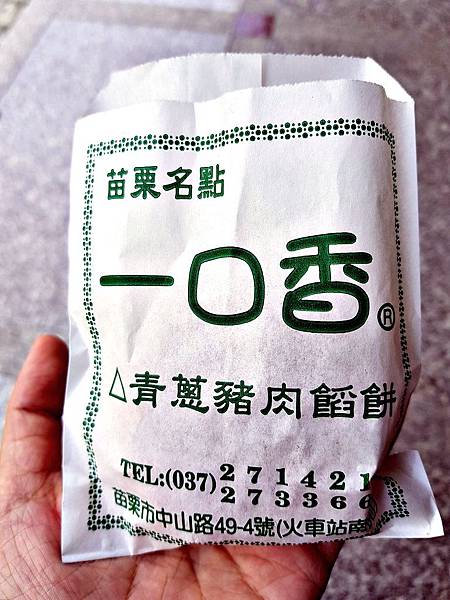 苗栗名點
一口香®
△青蔥豬肉餡餅
TEL:(037)271421
273366
苗栗市中山路49-4號(火車站南